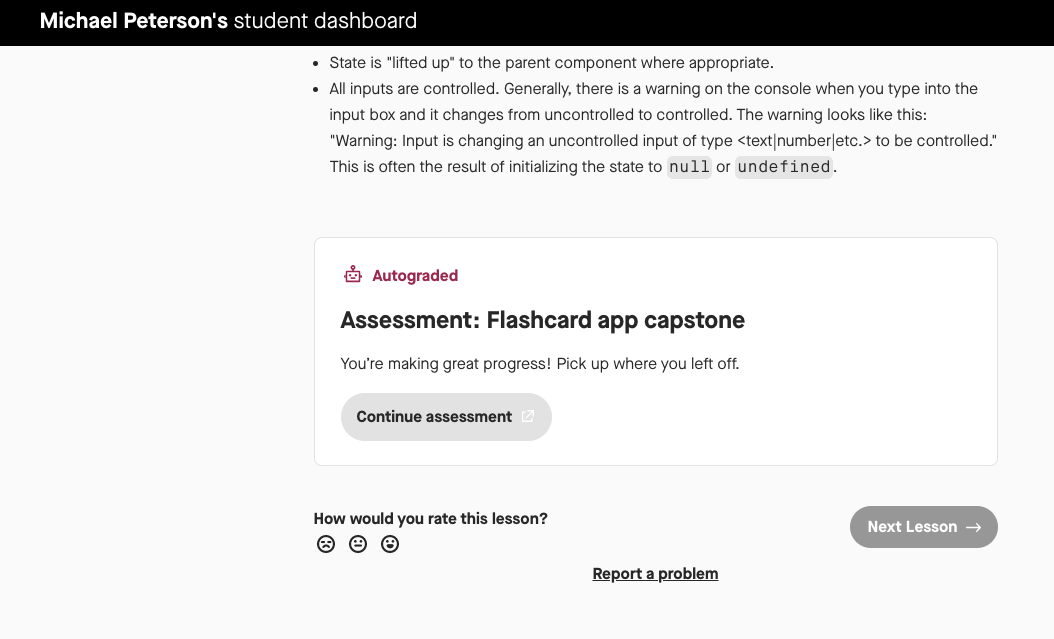 Michael Peterson's student dashboard
• State is "lifted up" to the parent component where appropriate.
• All inputs are controlled. Generally, there is a warning on the console when you type into the
input box and it changes from uncontrolled to controlled. The warning looks like this:
"Warning: Input is changing an uncontrolled input of type <text|number|etc.> to be controlled."
This is often the result of initializing the state to null or undefined.
Autograded
Assessment: Flashcard app capstone
You’re making great progress! Pick up where you left off.
Continue assessment
How would you rate this lesson?
Next Lesson →
Report a problem